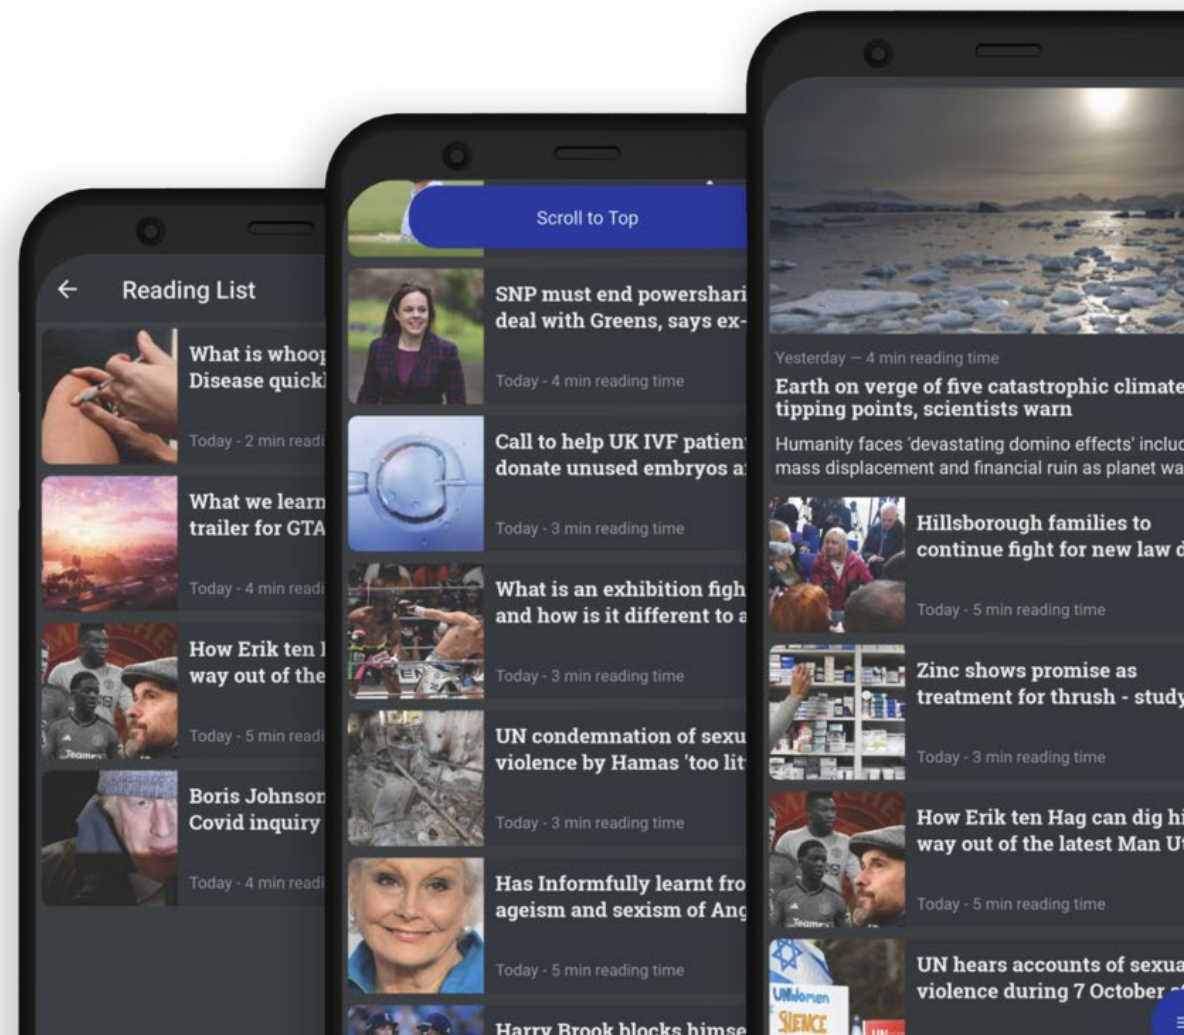 Reading List
What is whoop
Disease quickl
Today - 2 min readi
What we learn
trailer for GTA
Today - 4 min readi
How Erik ten
way out of the
Today - 5 min readi
Boris Johnson
Covid inquiry
Today - 4 min readi
Scroll to Top
SNP must end powershari
deal with Greens, says ex-
Today - 4 min reading time
Call to help UK IVF patien
donate unused embryos a
Today - 3 min reading time
What is an exhibition figh
and how is it different to a
Today - 3 min reading time
UN condemnation of sexu
violence by Hamas 'too lit
Today - 3 min reading time
Has Informfully learnt fro
ageism and sexism of Ang
Today - 5 min reading time
Harry Brook blocks himse
Yesterday – 4 min reading time
Earth on verge of five catastrophic climate
tipping points, scientists warn
Humanity faces 'devastating domino effects' includ
mass displacement and financial ruin as planet wa
Hillsborough families to
continue fight for new law d
Today - 5 min reading time
Zinc shows promise as
treatment for thrush - study
Today - 3 min reading time
How Erik ten Hag can dig hi
way out of the latest Man Ut
Today - 5 min reading time
UN hears accounts of sexua
violence during 7 October
UNWomen
SILENCE